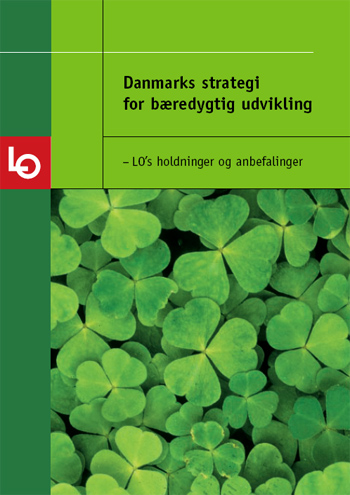 Danmarks strategi
for bæredygtig udvikling
LO
– LO's holdninger og anbefalinger